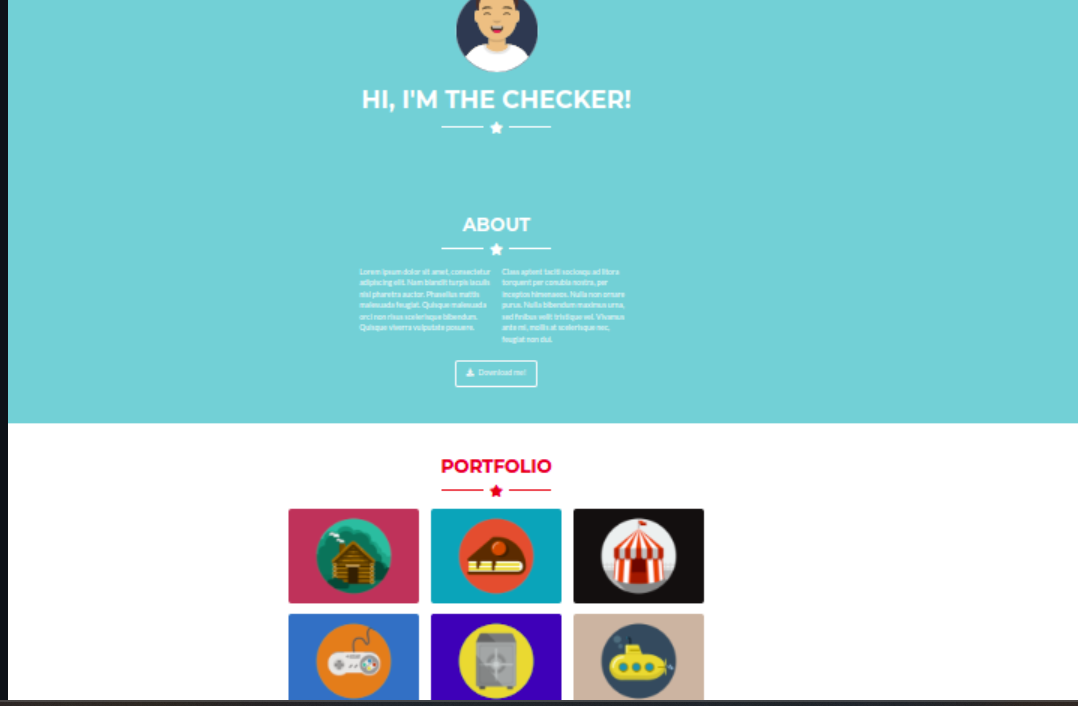 HI, I'M THE CHECKER!
ABOUT
Lorem ipsum dolor sit amet, consectetur
adipiscing elit. Nam blandit turpis iaculis
nisi pharetra auctor. Phasellus mattis
malesuada feugiat. Quisque malesuada
orci non risus scelerisque bibendum.
Quisque viverra vulputate posuere.
Class aptent taciti sociosqu ad litora
torquent per conubia nostra, per
inceptos himenaeos. Nulla non ornare
purus. Nulla bibendum maximus urna,
sed finibus velit tristique sed. Vivamus
ante mi, mollis at scelerisque nec,
feugiat non dui.
Download me!
PORTFOLIO